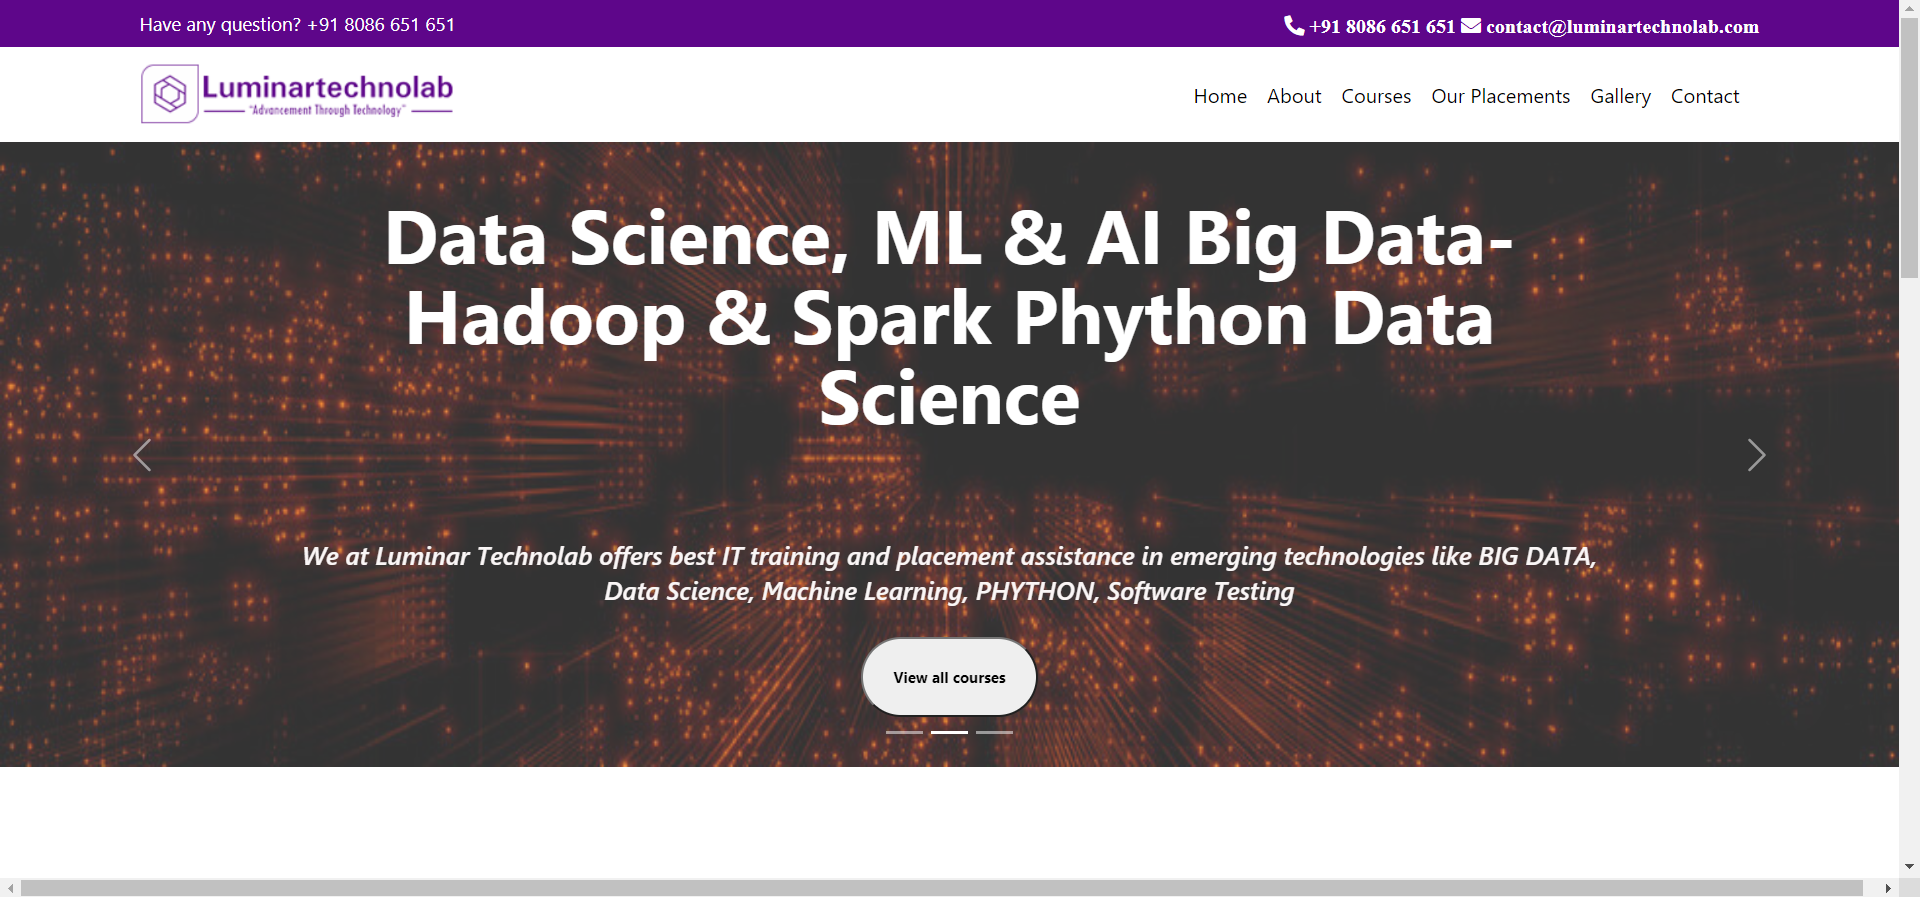 Have any question? +91 8086 651 651
+91 8086 651 651 contact@luminartechnolab.com
Luminartechnolab
"Advancement Through Technology"
Home About Courses Our Placements Gallery Contact
Data Science, ML & AI Big Data-
Hadoop & Spark Phython Data
Science
We at Luminar Technolab offers best IT training and placement assistance in emerging technologies like BIG DATA,
Data Science, Machine Learning, PHYTHON, Software Testing
View all courses